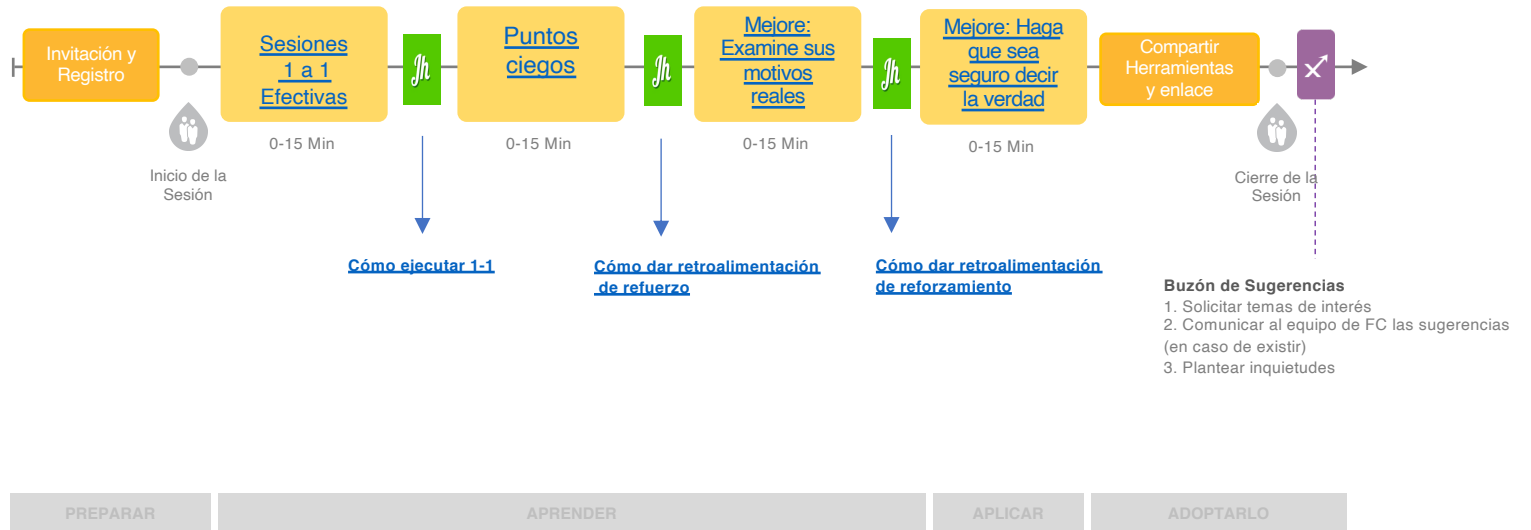 Invitación y
Registro
Sesiones
1 a 1
Efectivas
Jh
Puntos
ciegos
Jh
Mejore:
Examine sus
motivos
reales
Jh
Mejore: Haga
que sea
seguro decir
la verdad
Compartir
Herramientas
y enlace
0-15 Min
0-15 Min
0-15 Min
0-15 Min
Inicio de la
Sesión
Cierre de la
Sesión
Cómo ejecutar 1-1
Cómo dar retroalimentación
de refuerzo
Cómo dar retroalimentación
de reforzamiento
Buzón de Sugerencias
1. Solicitar temas de interés
2. Comunicar al equipo de FC las sugerencias
(en caso de existir)
3. Plantear inquietudes
PREPARAR
APRENDER
APLICAR
ADOPTARLO